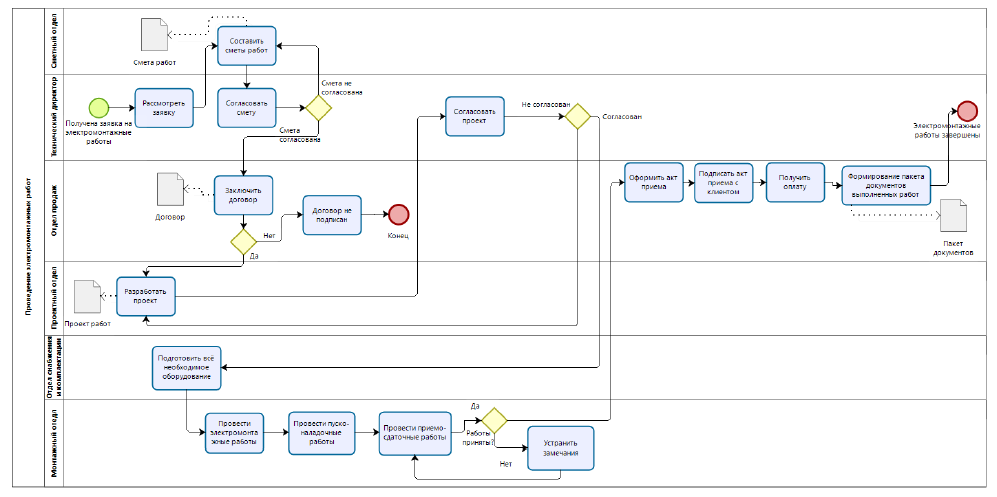 Проведение электромонтажных работ
Сметный отдел
Смета работ
Составить
сметы работ
Технический директор
Получена заявка на
электромонтажные
работы
Рассмотреть
заявку
Согласовать
смету
Смета не
согласована
Смета
согласована
Согласовать
проект
Не согласован
Согласован
Электромонтажные
работы завершены
Отдел продаж
Договор
Заключить
договор
Нет
Да
Договор не
подписан
Конец
Оформить акт
приема
Подписать акт
приема с
клиентом
Получить
оплату
Формирование пакета
документов
выполненных работ
Пакет
документов
Проектный отдел
Проект работ
Разработать
проект
Отдел снабжения
и комплектации
Подготовить всё
необходимое
оборудование
Монтажный отдел
Провести
электромонта
жные работы
Провести пуско-
наладочные
работы
Провести приемо-
сдаточные работы
Да
Работы
приняты?
Нет
Устранить
замечания